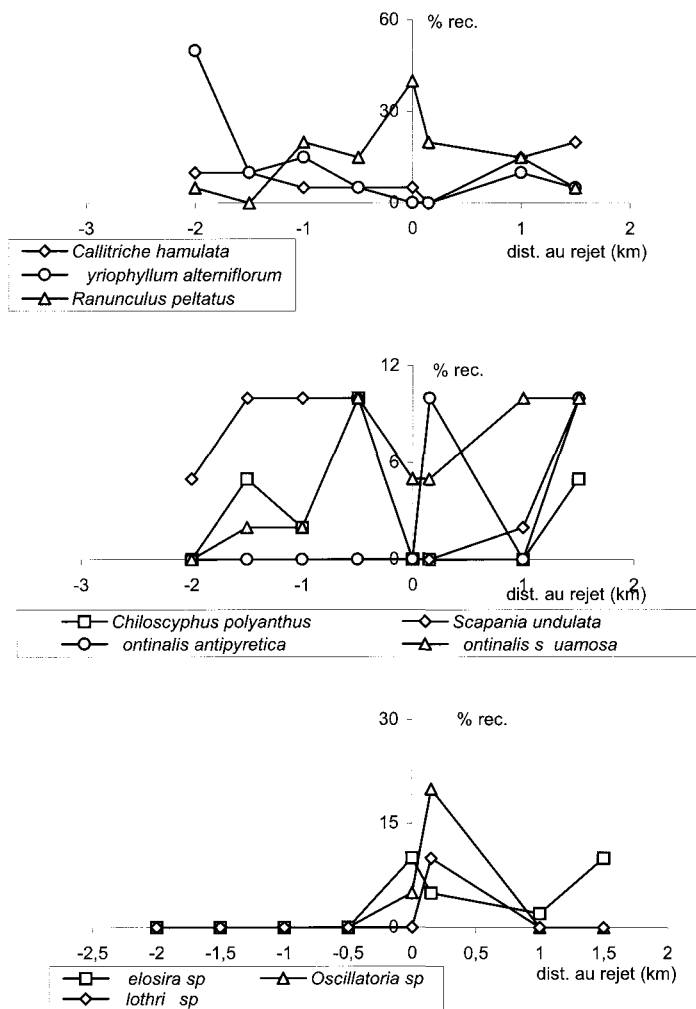 60
% rec.
30
0
-3 -2 -1 0 1 2
dist. au rejet (km)
Callitriche hamulata
yriophyllum alterniflorum
Ranunculus peltatus
12
% rec.
6
0
-3 -2 -1 0 1 2
dist. au rejet (km)
Chiloscyphus polyanthus Scapania undulata
ontinalis antipyretica ontinalis s uamosa
30
% rec.
15
0
-2,5 -2 -1,5 -1 -0,5 0 0,5 1 1,5 2
dist. au rejet (km)
elosira sp Oscillatoria sp
lothri sp